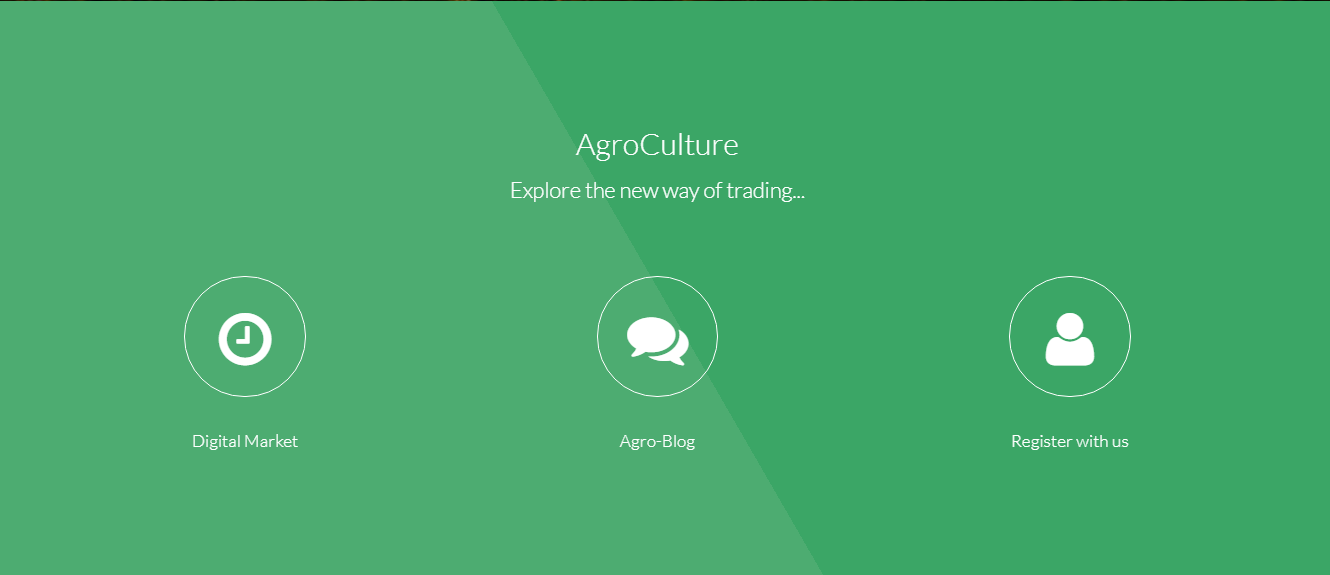 AgroCulture
Explore the new way of trading...
Digital Market
Agro-Blog
Register with us